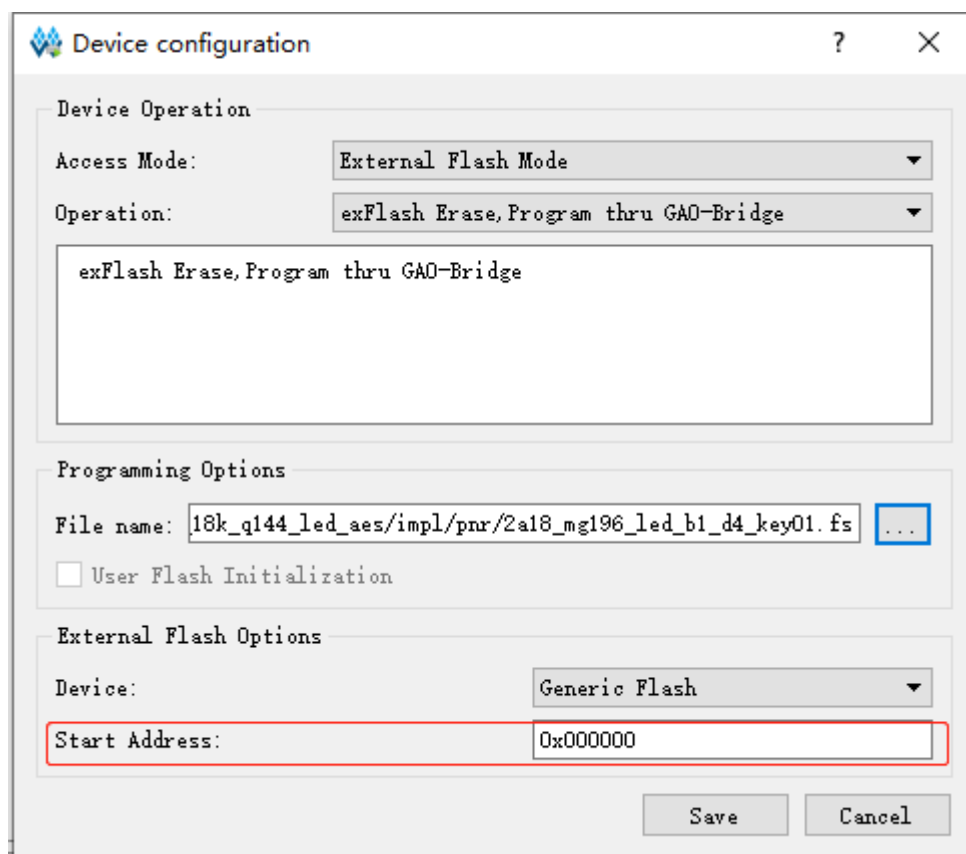 Device configuration ?
Device Operation
Access Mode: External Flash Mode
Operation: exFlash Erase,Program thru GAO-Bridge
exFlash Erase,Program thru GAO-Bridge
Programming Options
File name: 18k_q144_led_aes/impl/pnr/2a18_mg196_led_b1_d4_key01.fs ...
User Flash Initialization
External Flash Options
Device: Generic Flash
Start Address: 0x000000
Save Cancel